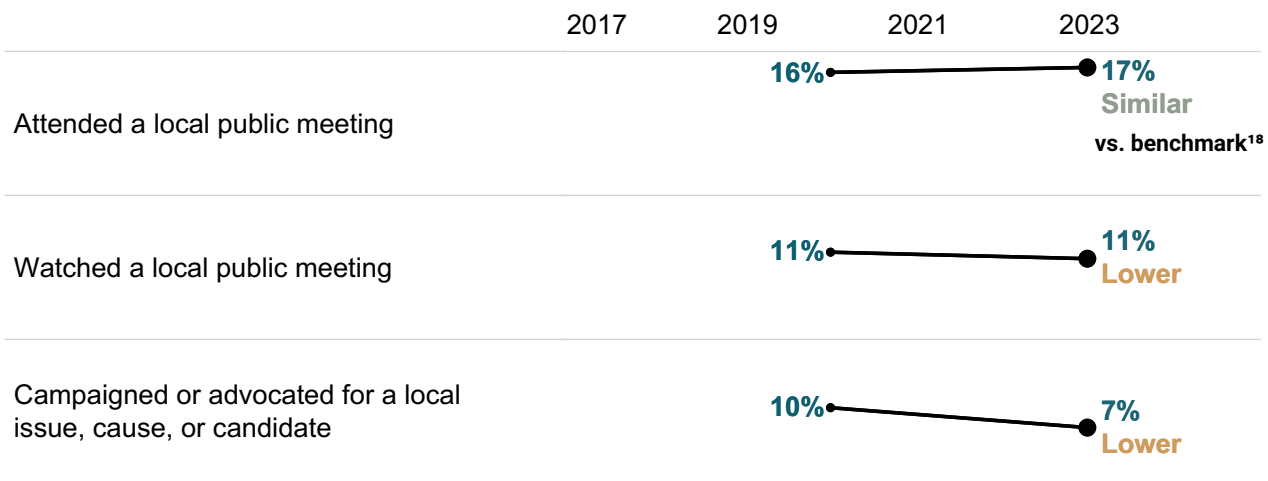 2017 2019 2021 2023
16% 17%
Similar
Attended a local public meeting
vs. benchmark¹⁸
11% 11%
Watched a local public meeting
Lower
Campaigned or advocated for a local
issue, cause, or candidate
10% 7%
Lower